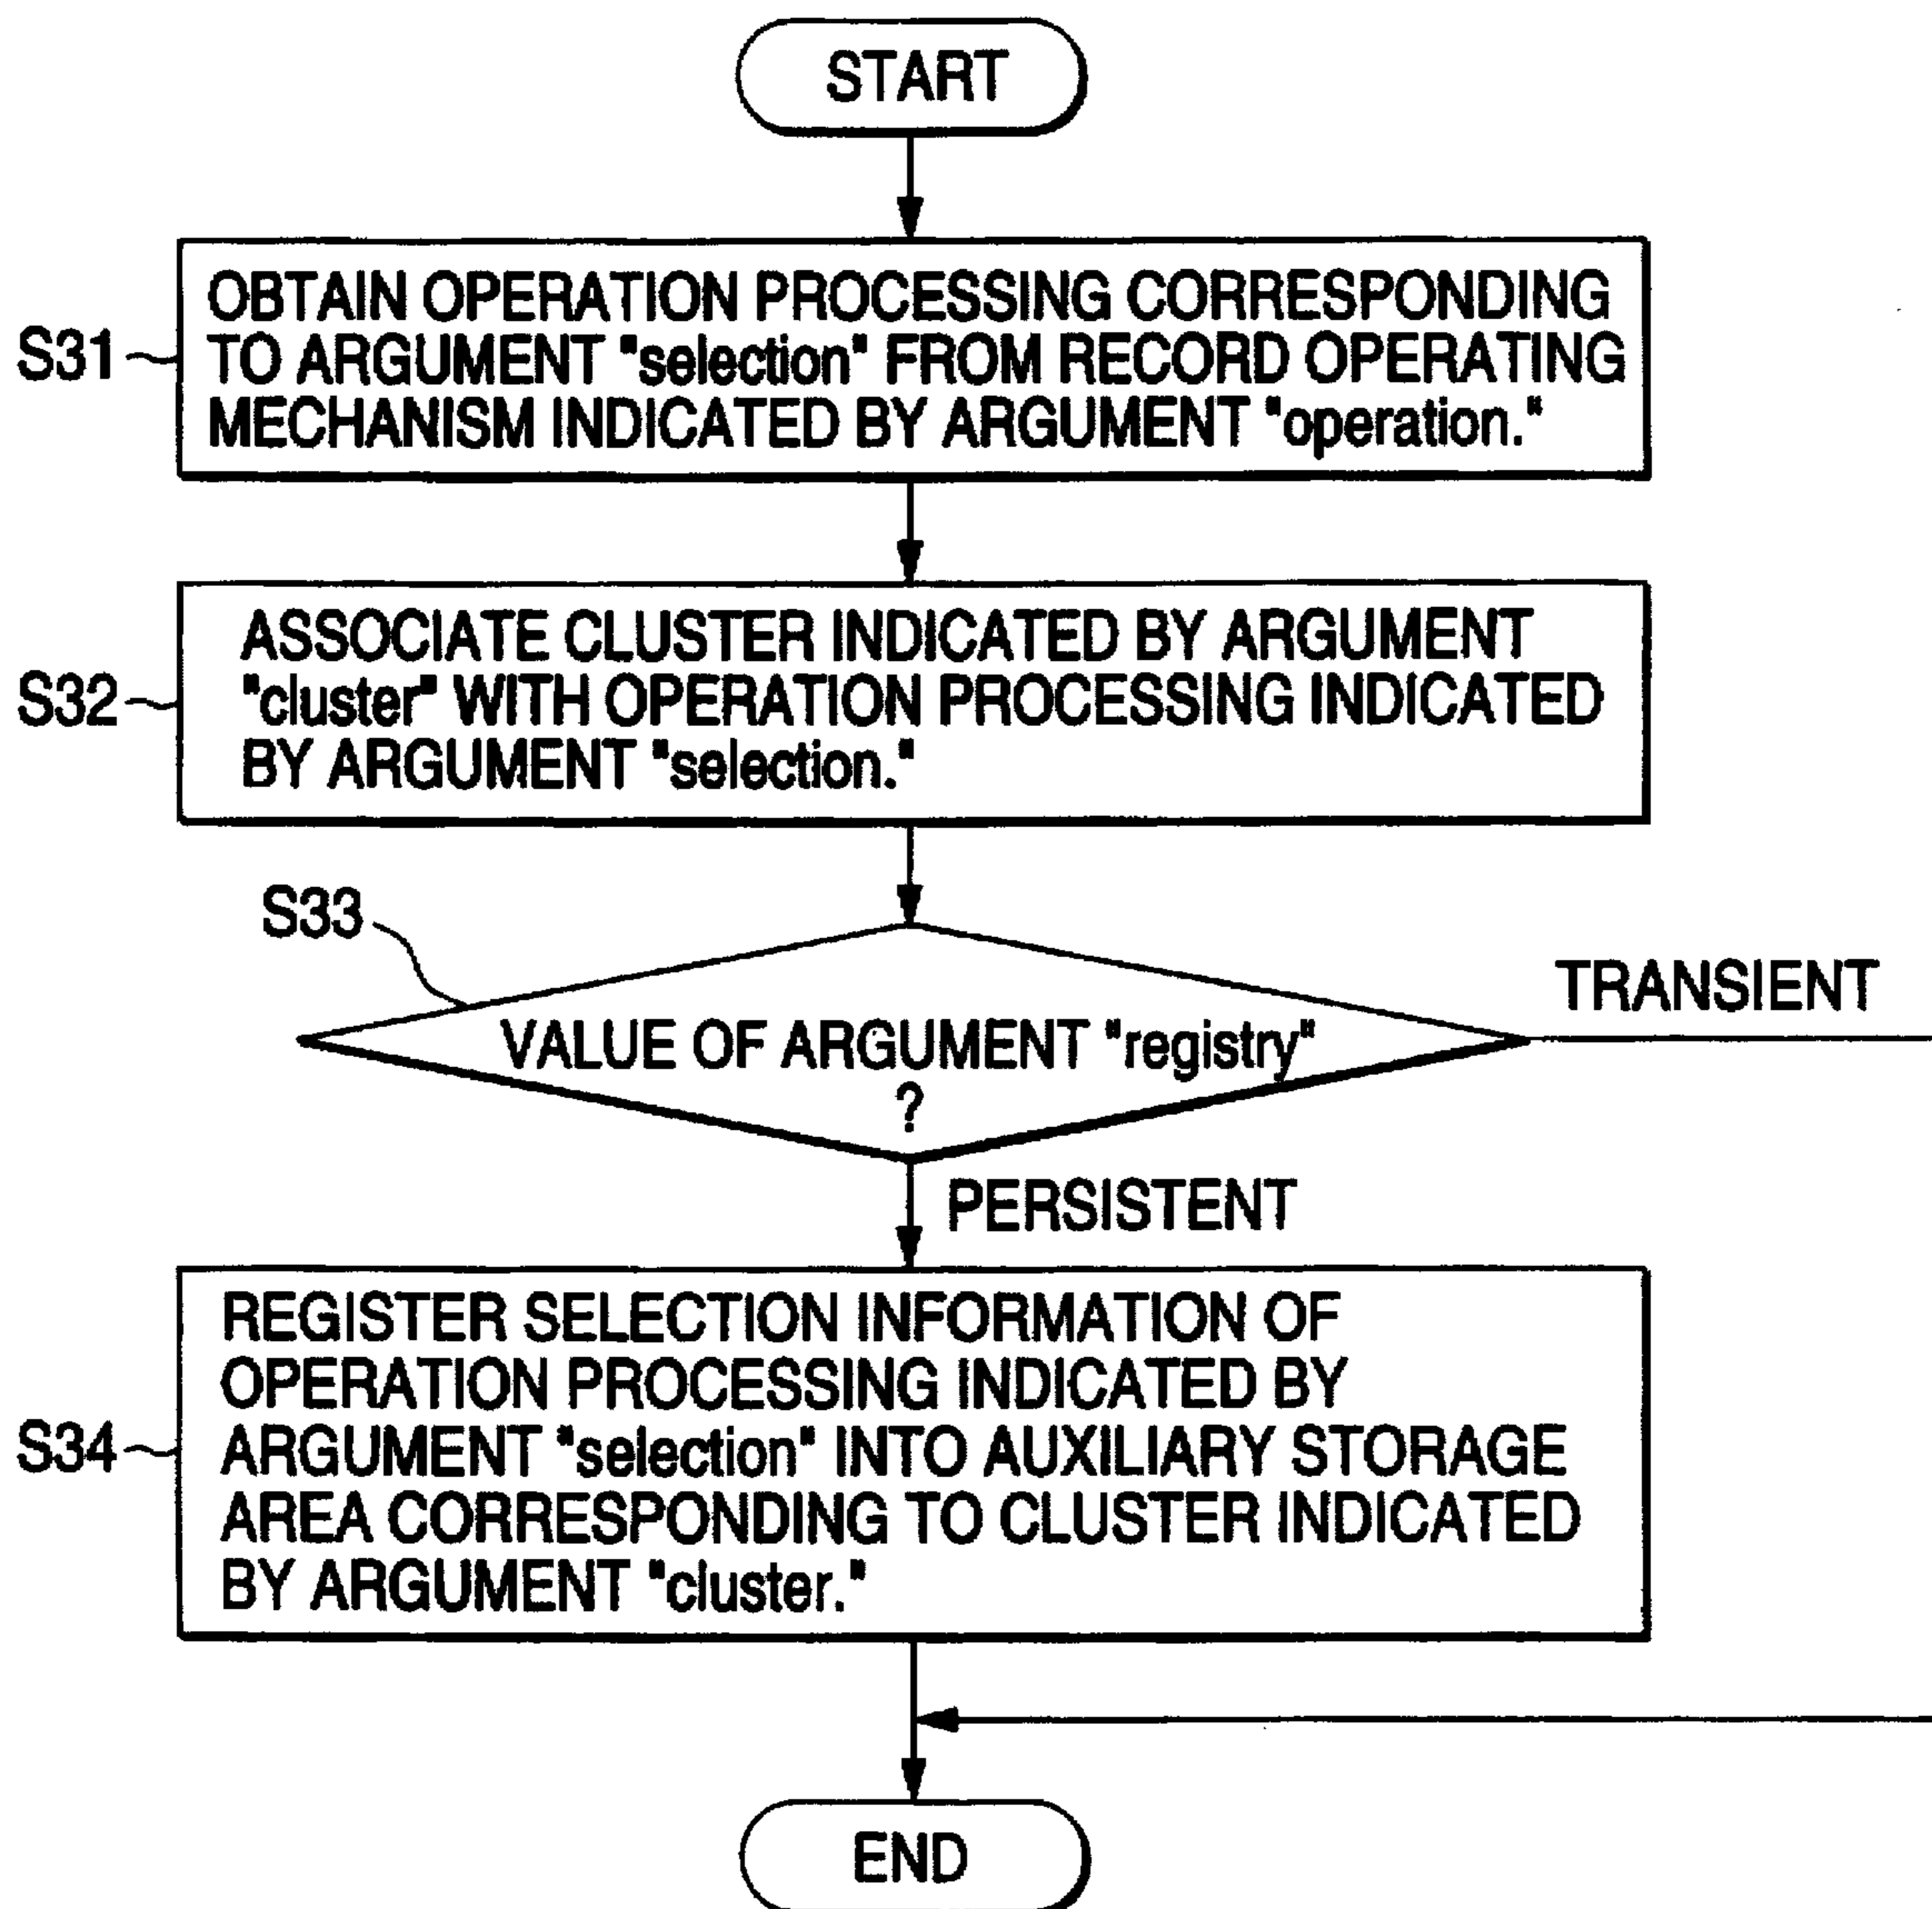 START
OBTAIN OPERATION PROCESSING CORRESPONDING
S31
TO ARGUMENT "selection" FROM RECORD OPERATING
MECHANISM INDICATED BY ARGUMENT "operation."
ASSOCIATE CLUSTER INDICATED BY ARGUMENT
S32
"cluster" WITH OPERATION PROCESSING INDICATED
BY ARGUMENT "selection."
S33
TRANSIENT
VALUE OF ARGUMENT "registry"
?
PERSISTENT
REGISTER SELECTION INFORMATION OF
OPERATION PROCESSING INDICATED BY
S34
ARGUMENT "selection" INTO AUXILIARY STORAGE
AREA CORRESPONDING TO CLUSTER INDICATED
BY ARGUMENT "cluster."
END